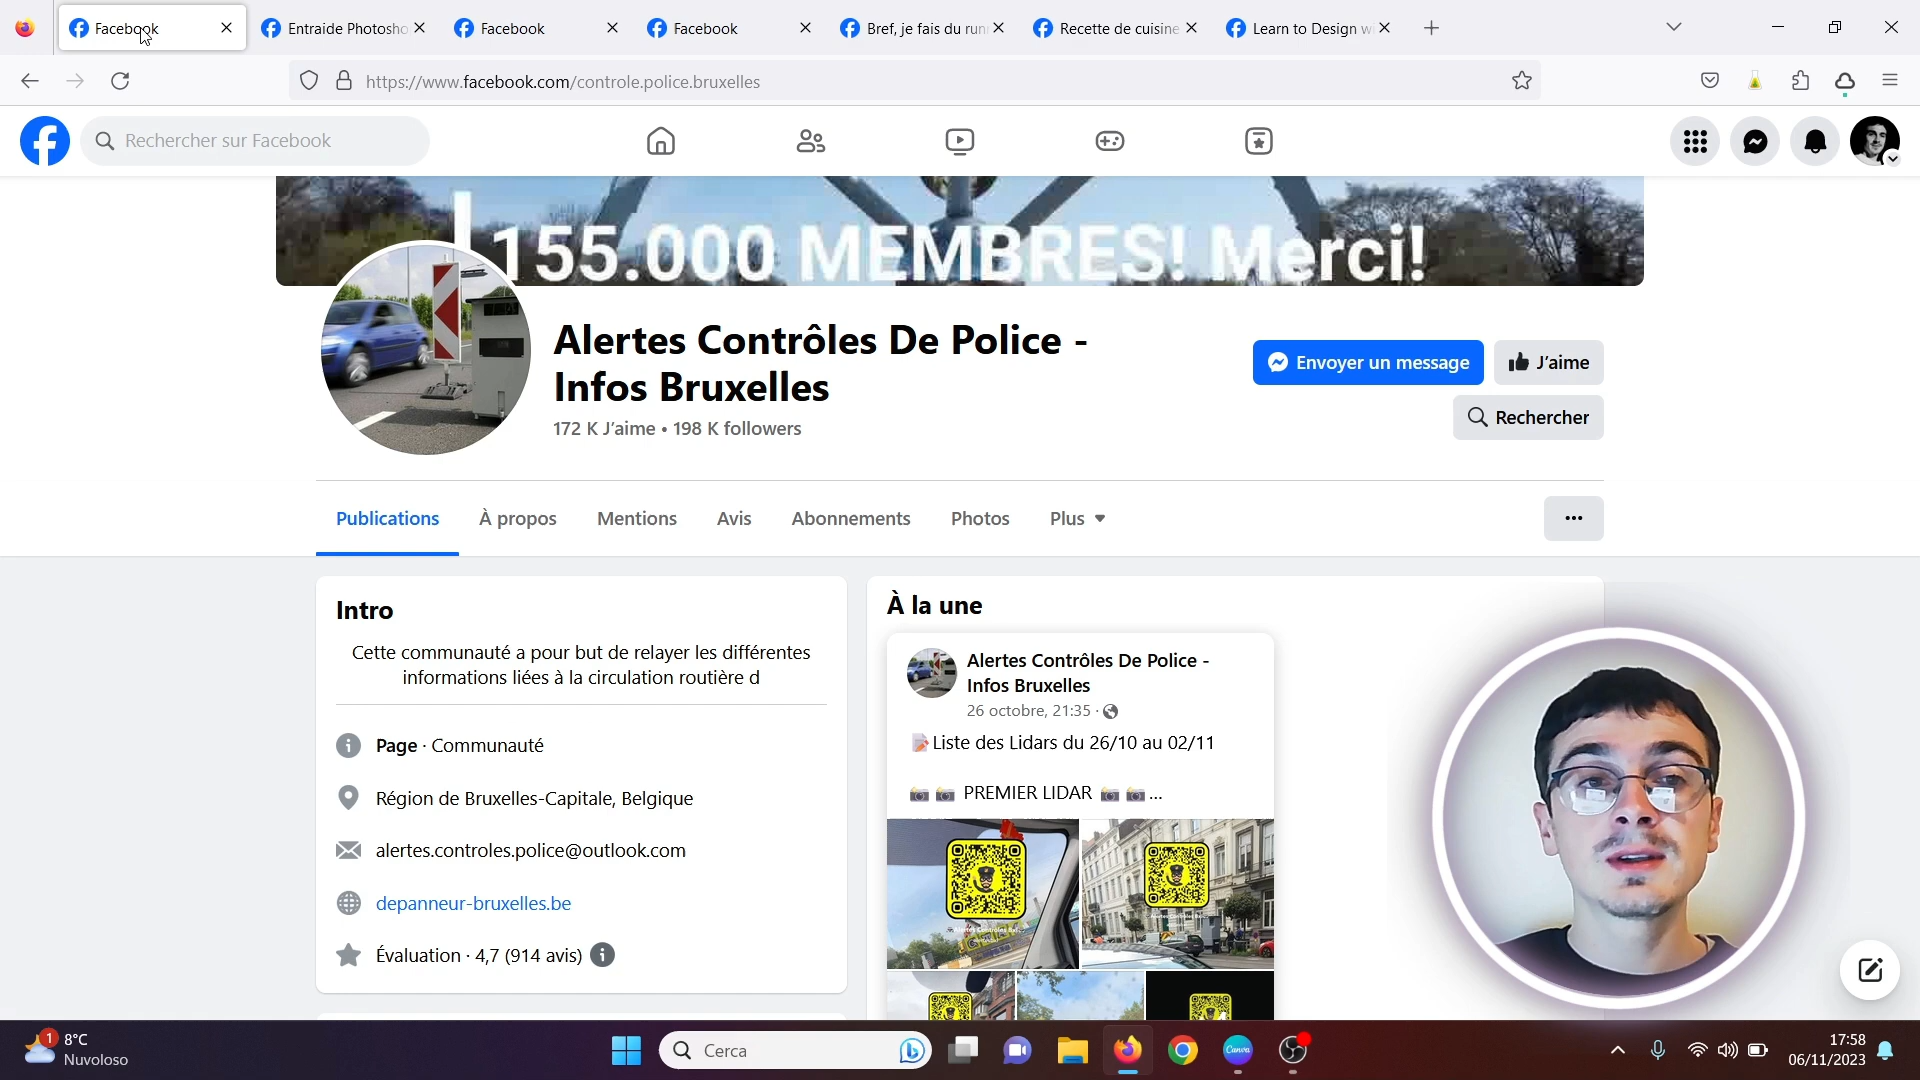 Facebook
Entraide Photosho
Facebook
Facebook
Bref, je fais du run
Recette de cuisine
Learn to Design wi
https://www.facebook.com/controle.police.bruxelles
Rechercher sur Facebook
155.000 MEMBRES! Merci!
Alertes Contrôles De Police -
Infos Bruxelles
172 K J’aime • 198 K followers
Envoyer un message
J’aime
Rechercher
Publications
À propos
Mentions
Avis
Abonnements
Photos
Plus
Intro
Cette communauté a pour but de relayer les différentes
informations liées à la circulation routière d
Page · Communauté
Région de Bruxelles-Capitale, Belgique
alertes.controles.police@outlook.com
depanneur-bruxelles.be
Évaluation · 4,7 (914 avis)
À la une
Alertes Contrôles De Police -
Infos Bruxelles
26 octobre, 21:35 ·
Liste des Lidars du 26/10 au 02/11
PREMIER LIDAR
...
1
8°C
Nuvoloso
Cerca
Canva
17:58
06/11/2023